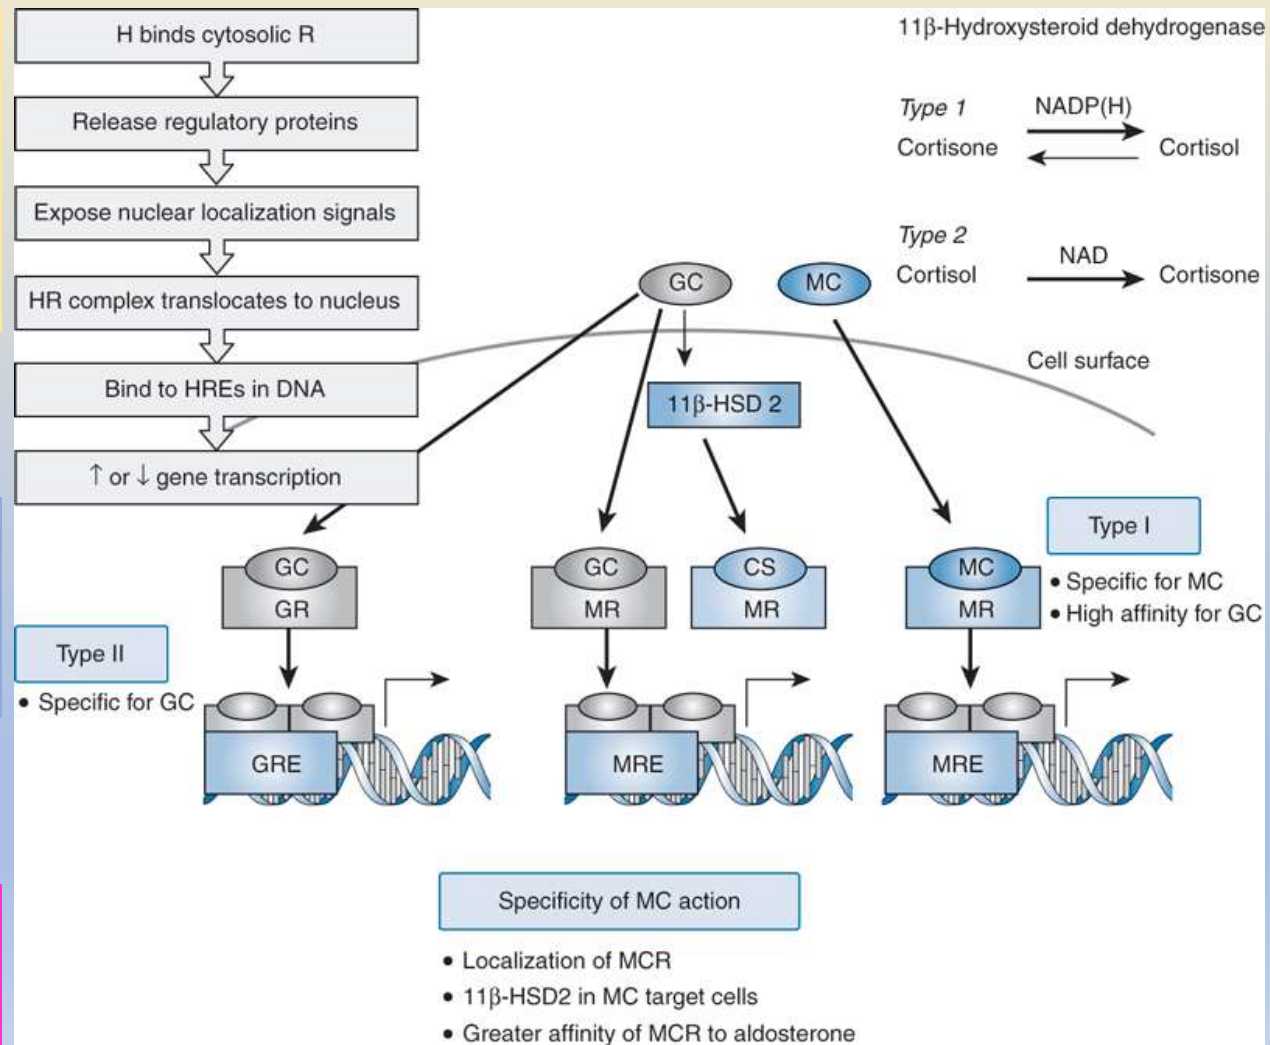 H binds cytosolic R
Release regulatory proteins
Expose nuclear localization signals
HR complex translocates to nucleus
Bind to HREs in DNA
↑ or ↓ gene transcription
11β-Hydroxysteroid dehydrogenase
Type 1
NADP(H)
Cortisone
Cortisol
Type 2
NAD
Cortisol
Cortisone
GC
MC
Cell surface
11β-HSD 2
Type I
• Specific for MC
• High affinity for GC
GC
GR
GC
MR
CS
MR
MC
MR
Type II
• Specific for GC
GRE
MRE
MRE
Specificity of MC action
• Localization of MCR
• 11β-HSD2 in MC target cells
• Greater affinity of MCR to aldosterone